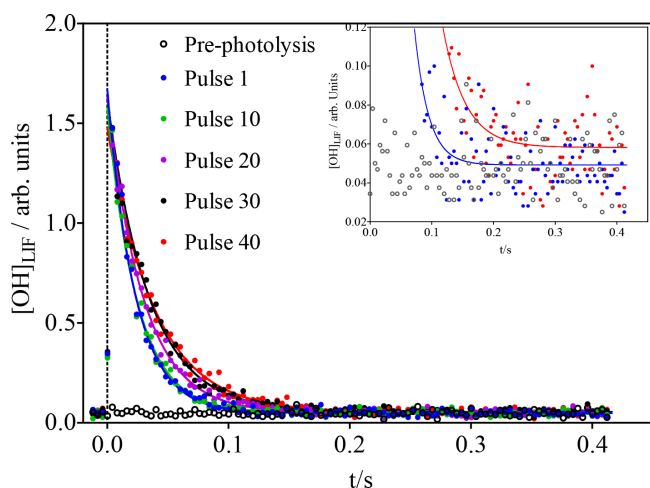 2.0
1.5
1.0
0.5
0.0
[OH]LIF / arb. units
Pre-photolysis
Pulse 1
Pulse 10
Pulse 20
Pulse 30
Pulse 40
0.12
0.10
0.08
0.06
0.04
0.02
[OH]LIF / arb. Units
0.0 0.1 0.2 0.3 0.4
t/s
0.0 0.1 0.2 0.3 0.4
t/s